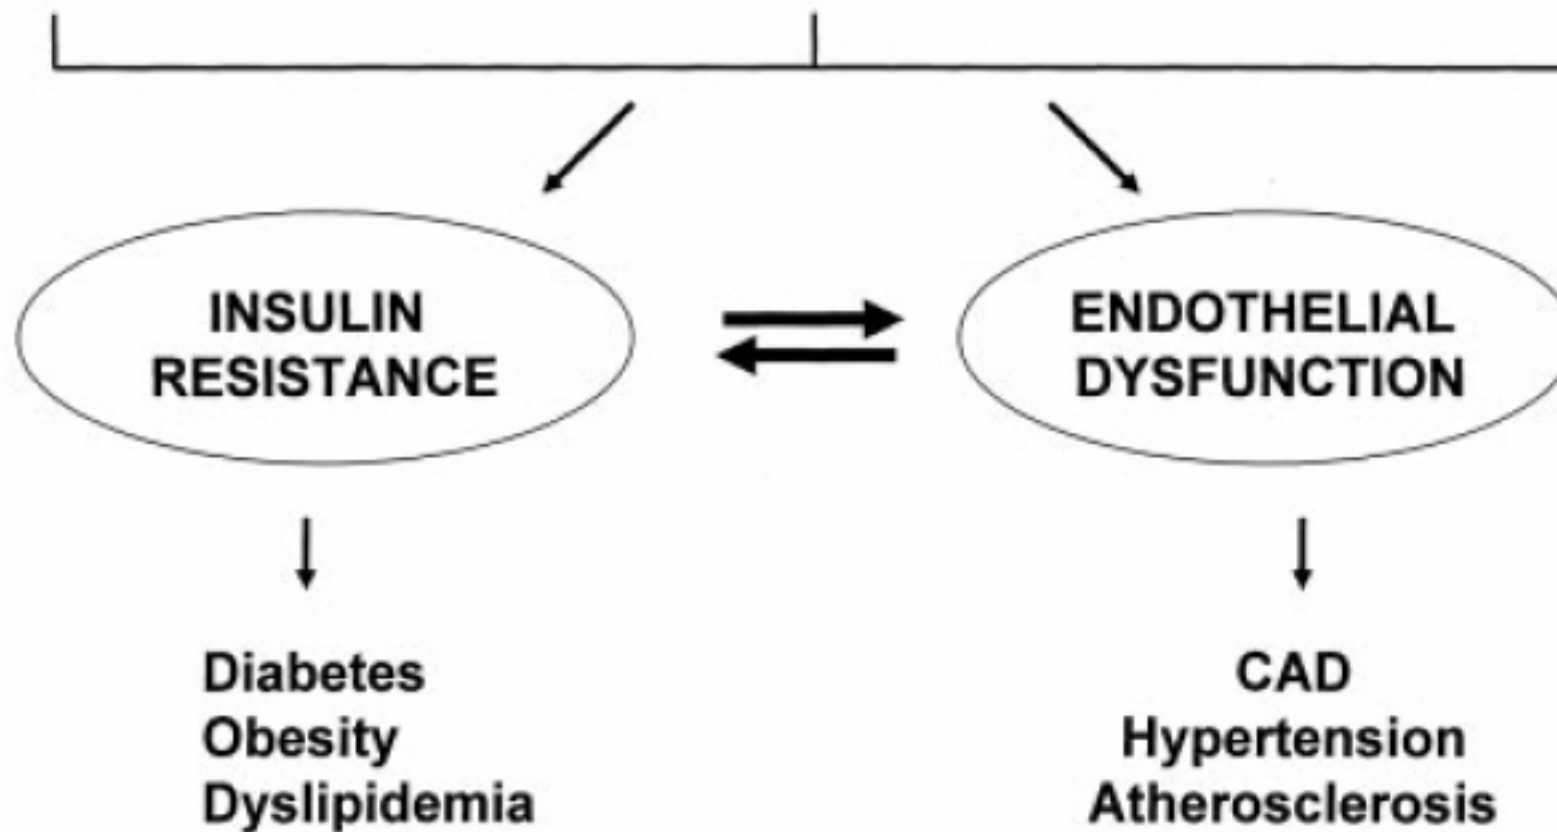 INSULIN
RESISTANCE
ENDOTHELIAL
DYSFUNCTION
Diabetes
Obesity
Dyslipidemia
CAD
Hypertension
Atherosclerosis